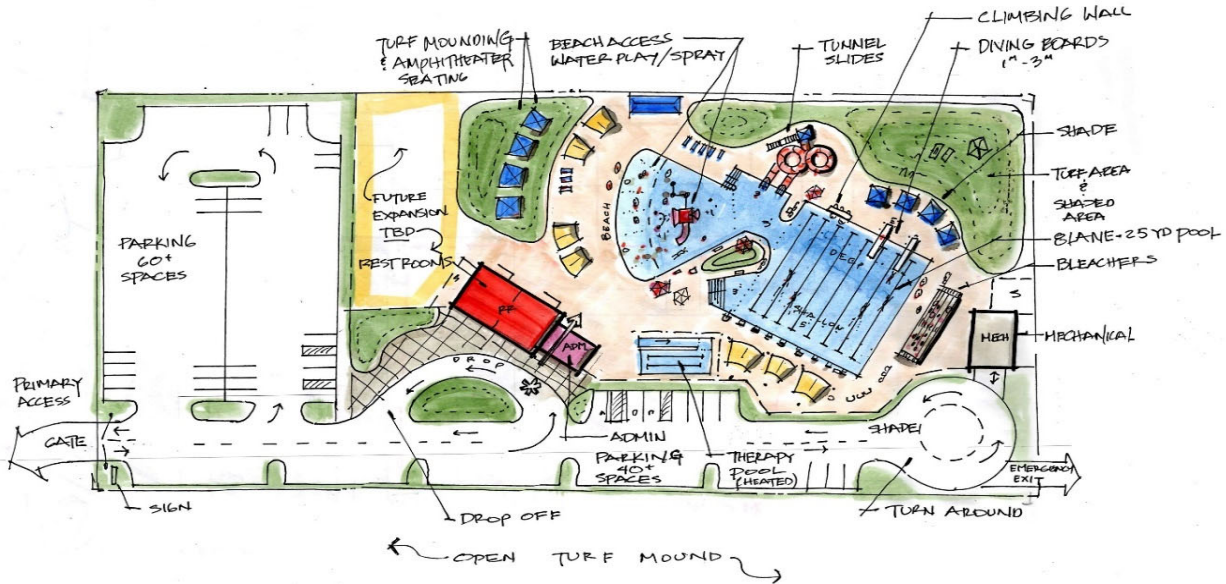 CLIMBING WALL
TURF MOUNDING
& AMPHITHEATER
SEATING
BEACH ACCESS
WATER PLAY/SPRAY
TUNNEL
SLIDES
DIVING BOARDS
1M - 3M
SHADE
TURF AREA
&
SHADED
AREA
8 LANE - 25 YD POOL
BLEACHERS
FUTURE
EXPANSION
TBD
BEACH
DEEP
PARKING
60+
SPACES
RESTROOMS
RR
SHALLOW
5'
ADM
MECH
MECHANICAL
DROP
PRIMARY
ACCESS
GATE
SHADE
ADMIN
PARKING
40+
SPACES
THERAPY
POOL
(HEATED)
EMERGENCY
EXIT
SIGN
DROP OFF
TURN AROUND
OPEN TURF MOUND